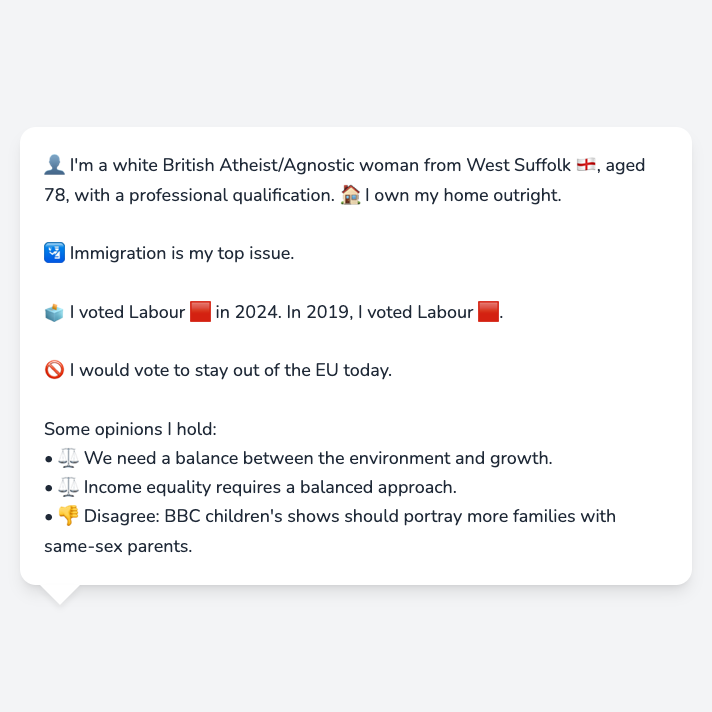 👤 I'm a white British Atheist/Agnostic woman from West Suffolk 🏴󠁧󠁢󠁥󠁮󠁧󠁿, aged
78, with a professional qualification. 🏠 I own my home outright.
🛂 Immigration is my top issue.
🗳️ I voted Labour 🟥 in 2024. In 2019, I voted Labour 🟥.
🚫 I would vote to stay out of the EU today.
Some opinions I hold:
• ⚖️ We need a balance between the environment and growth.
• ⚖️ Income equality requires a balanced approach.
• 👎 Disagree: BBC children's shows should portray more families with
same-sex parents.